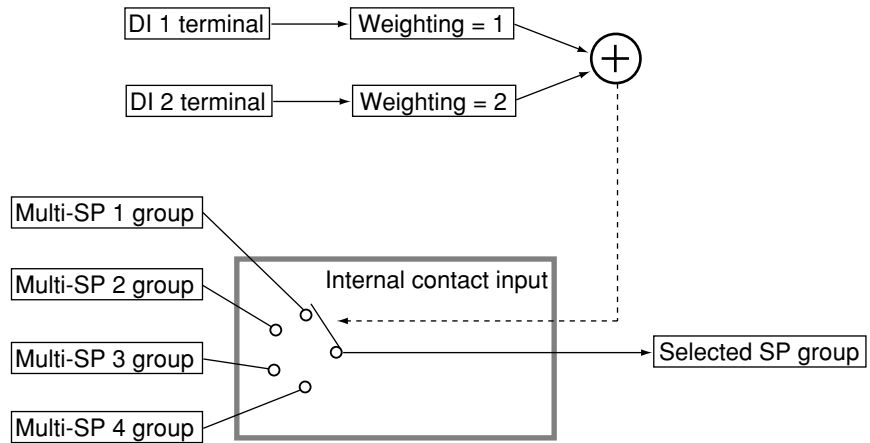 DI 1 terminal
Weighting = 1
DI 2 terminal
Weighting = 2
Multi-SP 1 group
Multi-SP 2 group
Multi-SP 3 group
Multi-SP 4 group
Internal contact input
Selected SP group